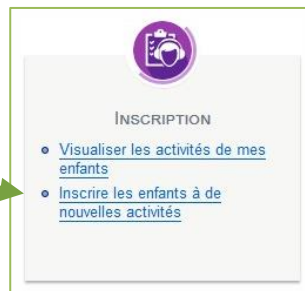 INSCRIPTION
Visualiser les activités de mes
enfants
Inscrire les enfants à de
nouvelles activités